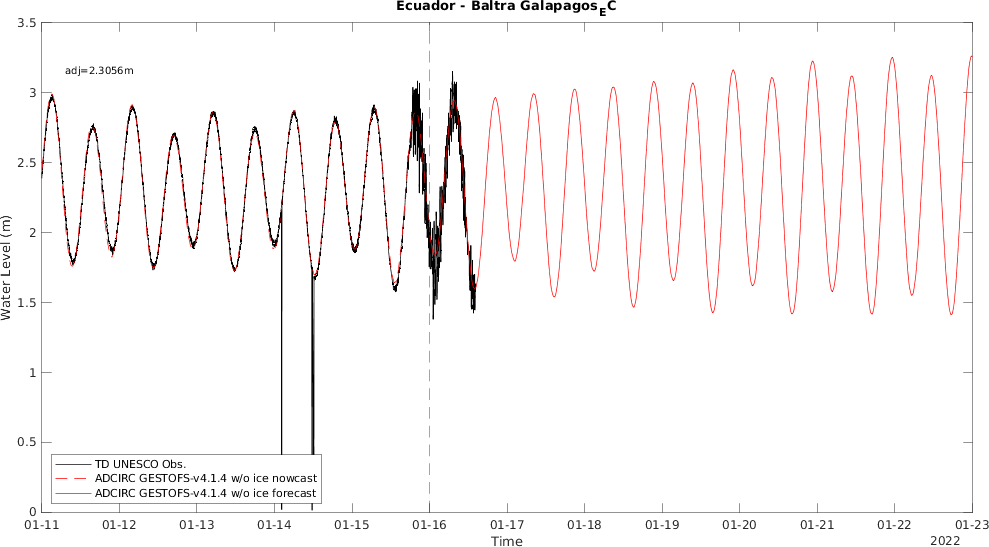 Ecuador - Baltra Galapagos_EC
adj=2.3056m
3.5
3
2.5
2
1.5
1
0.5
0
Water Level (m)
TD UNESCO Obs.
ADCIRC GESTOFS-v4.1.4 w/o ice nowcast
ADCIRC GESTOFS-v4.1.4 w/o ice forecast
01-11 01-12 01-13 01-14 01-15 01-16 01-17 01-18 01-19 01-20 01-21 01-22 01-23
Time
2022